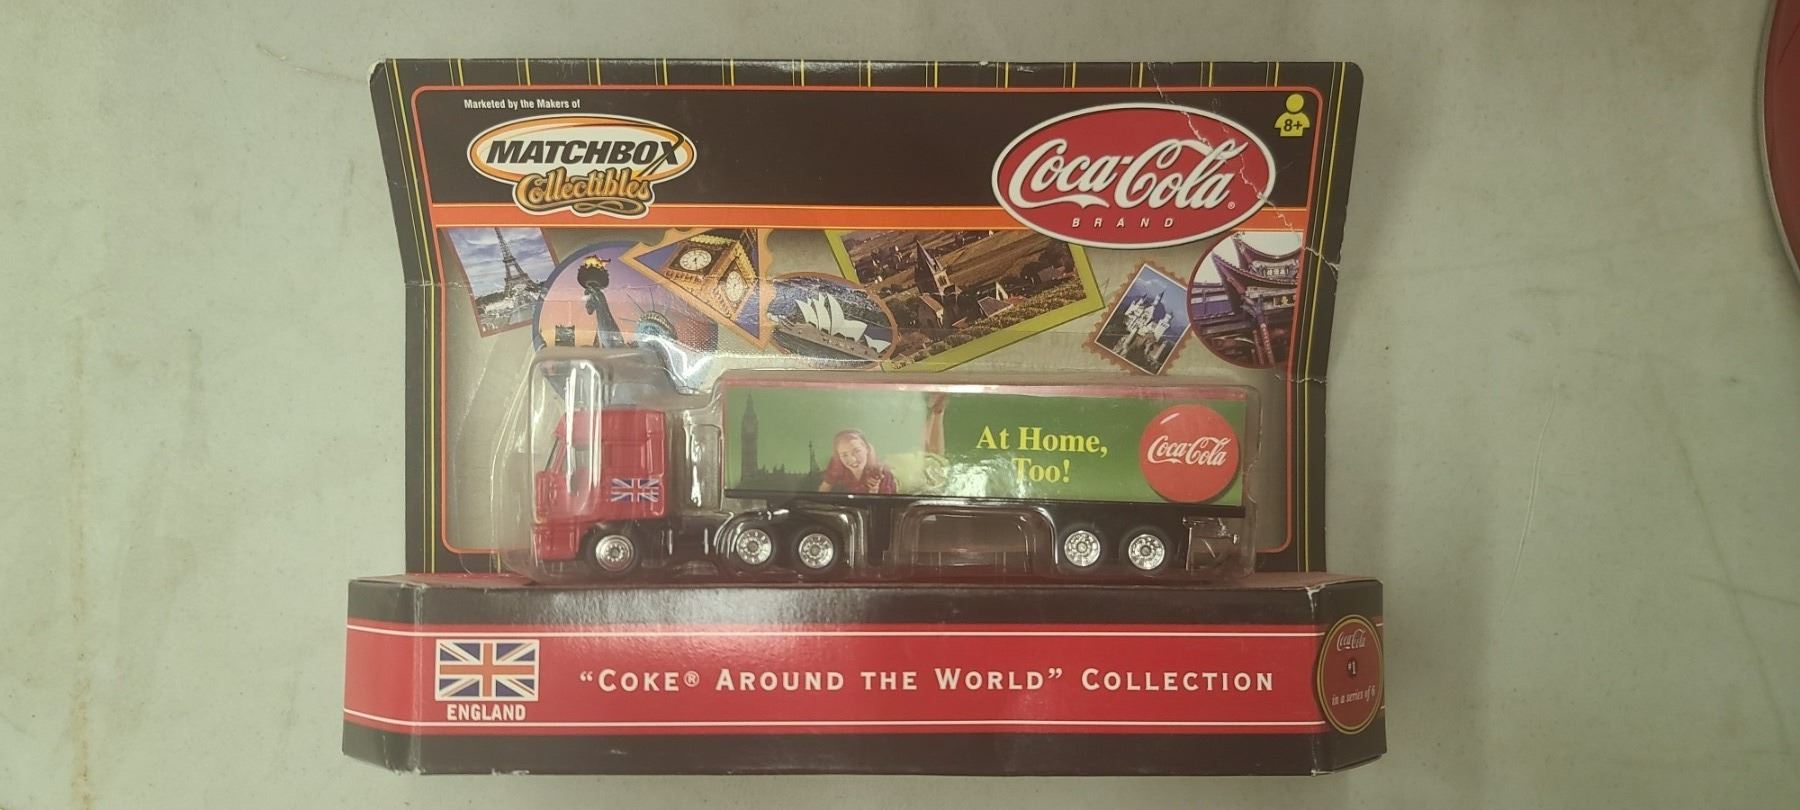 Marketed by the Makers of
MATCHBOX
Collectibles
Coca-Cola®
BRAND
8+
At Home,
Too!
Coca-Cola
ENGLAND
"COKE® AROUND THE WORLD" COLLECTION
Coca-Cola
#1
in a series of 6